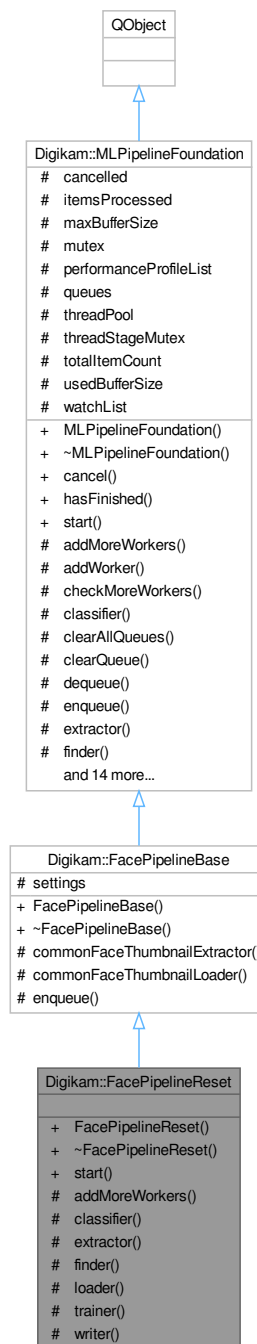 QObject
Digikam::MLPipelineFoundation
# cancelled
# itemsProcessed
# maxBufferSize
# mutex
# performanceProfileList
# queues
# threadPool
# threadStageMutex
# totalItemCount
# usedBufferSize
# watchList
+ MLPipelineFoundation()
+ ~MLPipelineFoundation()
+ cancel()
+ hasFinished()
+ start()
# addMoreWorkers()
# addWorker()
# checkMoreWorkers()
# classifier()
# clearAllQueues()
# clearQueue()
# dequeue()
# enqueue()
# extractor()
# finder()
and 14 more...
Digikam::FacePipelineBase
# settings
+ FacePipelineBase()
+ ~FacePipelineBase()
# commonFaceThumbnailExtractor(
# commonFaceThumbnailLoader()
# enqueue()
Digikam::FacePipelineReset
+ FacePipelineReset()
+ ~FacePipelineReset()
+ start()
# addMoreWorkers()
# classifier()
# extractor()
# finder()
# loader()
# trainer()
# writer()